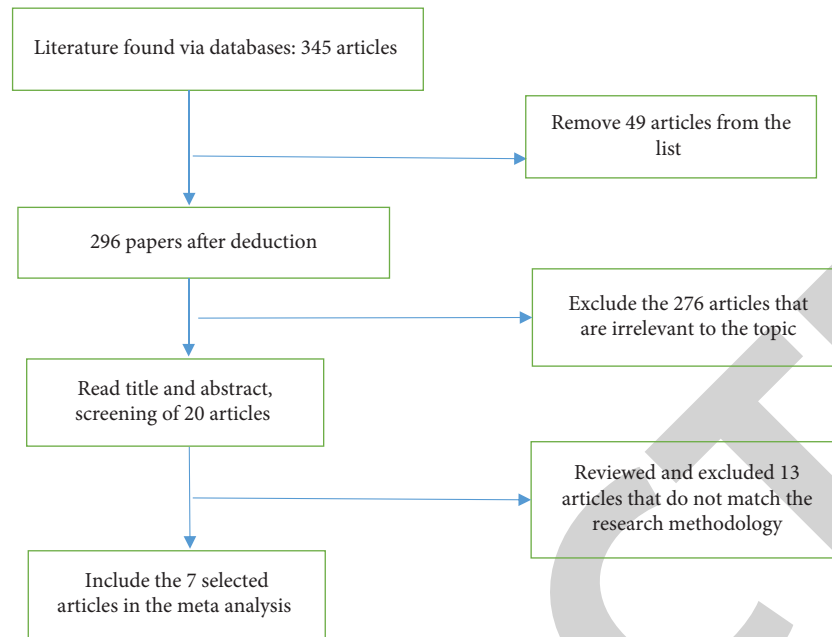 Literature found via databases: 345 articles
Remove 49 articles from the
list
296 papers after deduction
Exclude the 276 articles that
are irrelevant to the topic
Read title and abstract,
screening of 20 articles
Reviewed and excluded 13
articles that do not match the
research methodology
Include the 7 selected
articles in the meta analysis